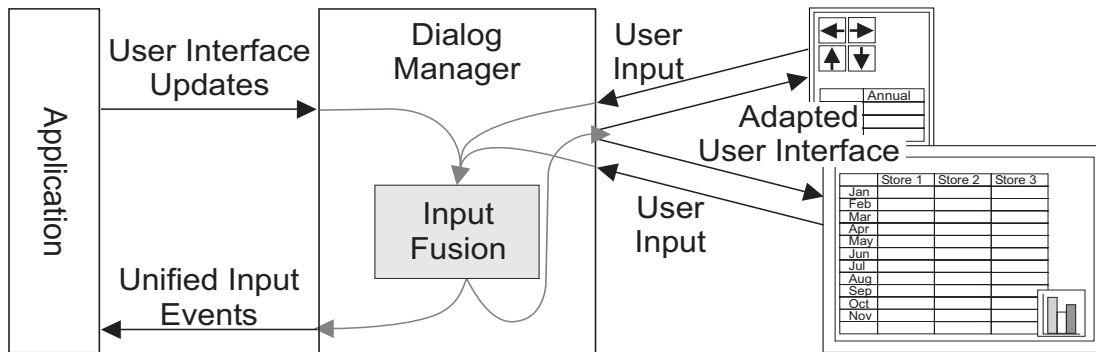 Application
User Interface
Updates
Unified Input
Events
Dialog
Manager
Input
Fusion
User
Input
Adapted
User Interface
User
Input
Annual
Store 1 Store 2 Store 3
Jan
Feb
Mar
Apr
May
Jun
Jul
Aug
Sep
Oct
Nov